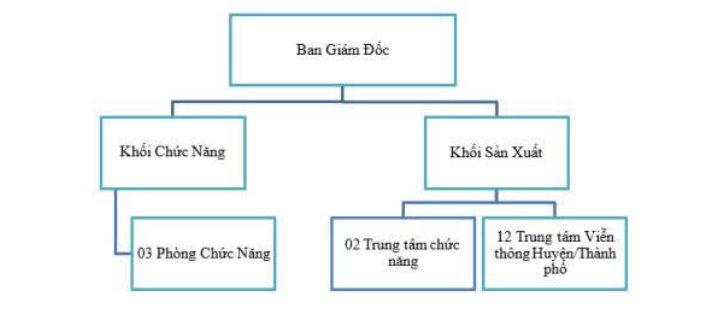 Ban Giám Đốc
Khối Chức Năng
Khối Sản Xuất
03 Phòng Chức Năng
02 Trung tâm chức
năng
12 Trung tâm Viễn
thông Huyện/Thành
phố